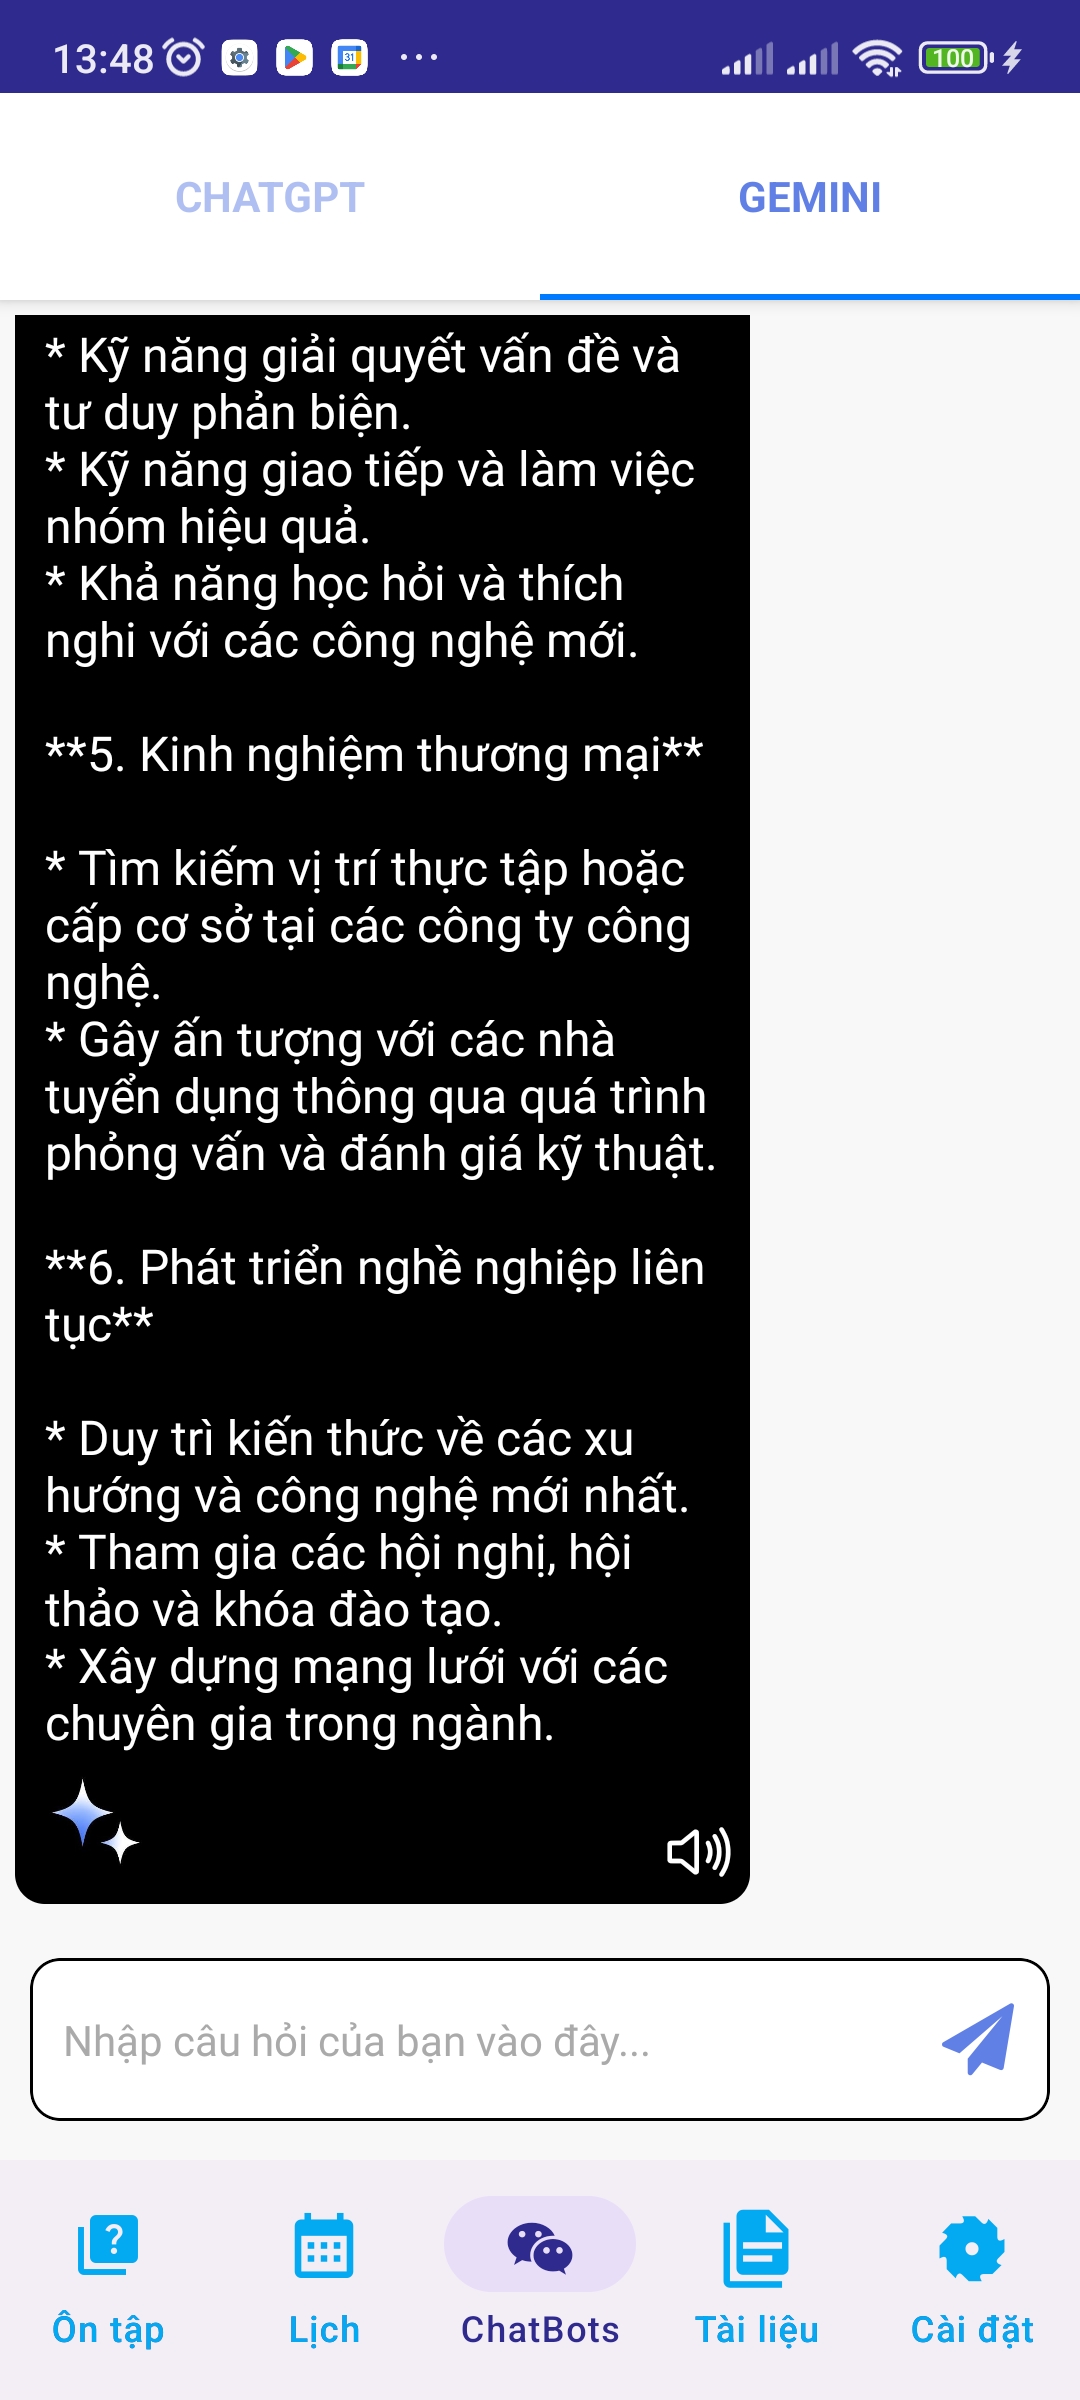 13:48
31
100
CHATGPT
GEMINI
* Kỹ năng giải quyết vấn đề và
tư duy phản biện.
* Kỹ năng giao tiếp và làm việc
nhóm hiệu quả.
* Khả năng học hỏi và thích
nghi với các công nghệ mới.
**5. Kinh nghiệm thương mại**
* Tìm kiếm vị trí thực tập hoặc
cấp cơ sở tại các công ty công
nghệ.
* Gây ấn tượng với các nhà
tuyển dụng thông qua quá trình
phỏng vấn và đánh giá kỹ thuật.
**6. Phát triển nghề nghiệp liên
tục**
* Duy trì kiến thức về các xu
hướng và công nghệ mới nhất.
* Tham gia các hội nghị, hội
thảo và khóa đào tạo.
* Xây dựng mạng lưới với các
chuyên gia trong ngành.
Nhập câu hỏi của bạn vào đây...
Ôn tập
Lịch
ChatBots
Tài liệu
Cài đặt